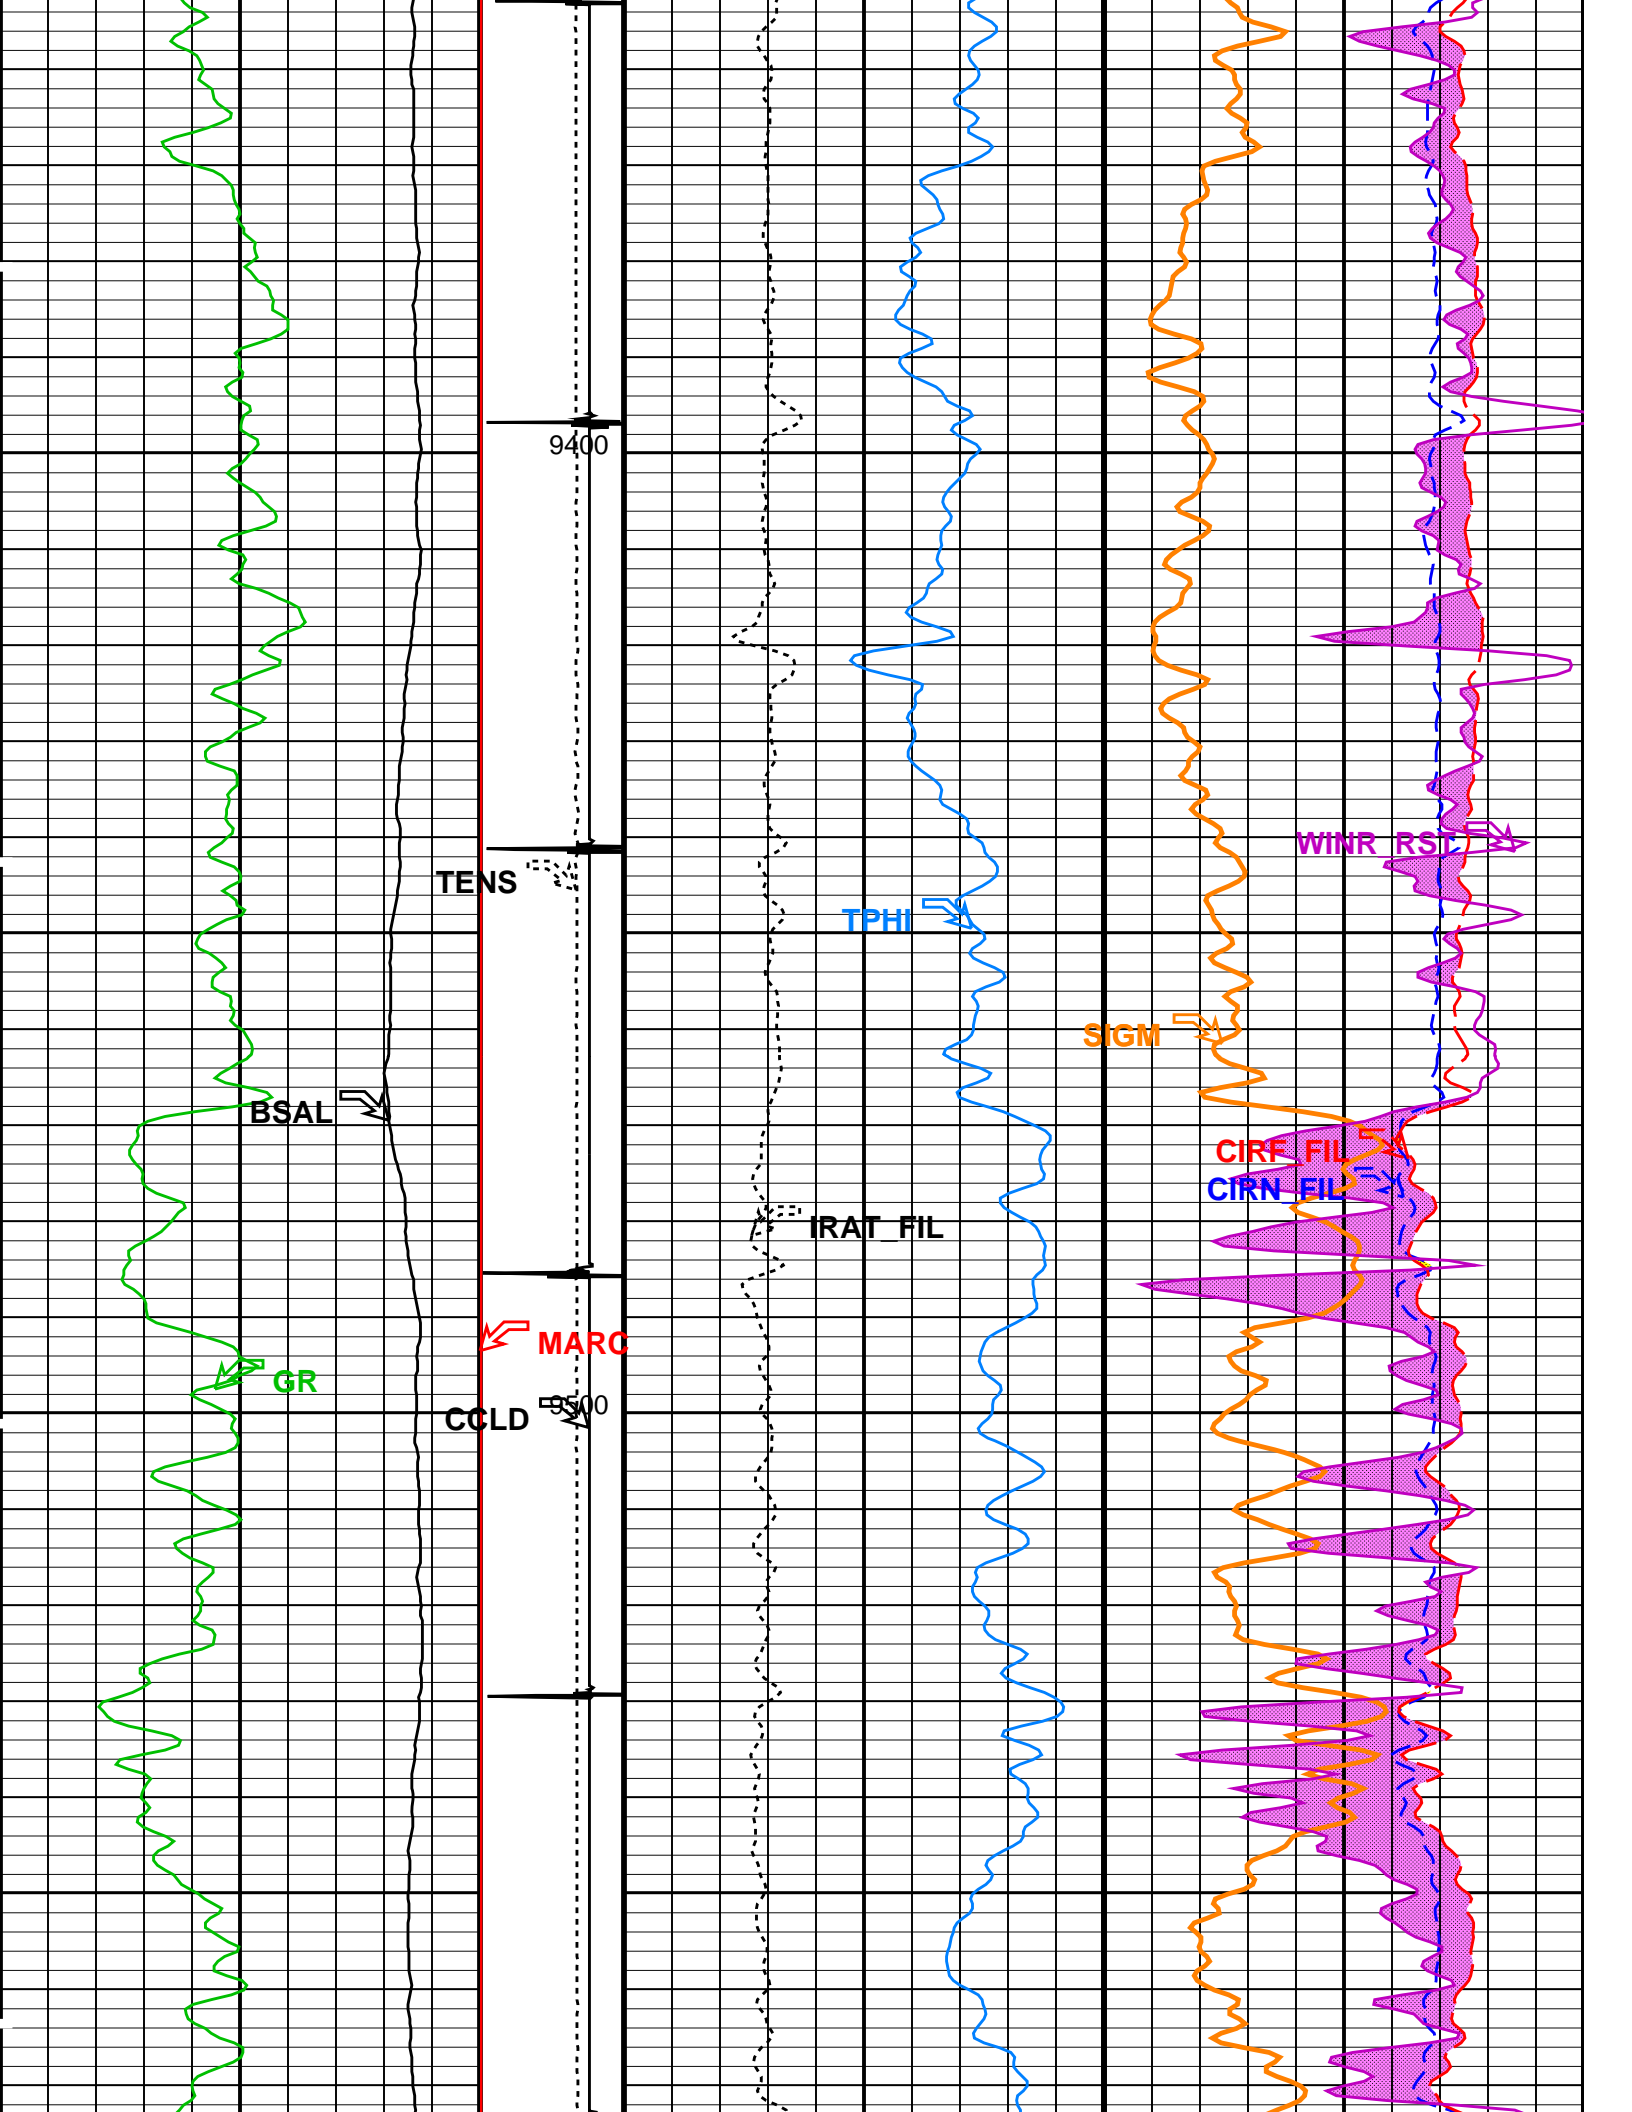 9400
WINR_RST
TENS
TPHI
SIGM
BSAL
CIRF_FIL
CIRN_FIL
IRAT_FIL
MARC
GR
9500
CCLD